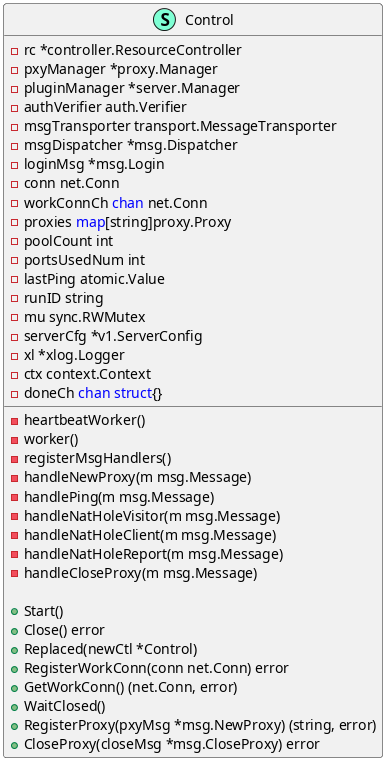 S Control
rc *controller.ResourceController
pxyManager *proxy.Manager
pluginManager *server.Manager
authVerifier auth.Verifier
msgTransporter transport.MessageTransporter
msgDispatcher *msg.Dispatcher
loginMsg *msg.Login
conn net.Conn
workConnCh chan net.Conn
proxies map[string]proxy.Proxy
poolCount int
portsUsedNum int
lastPing atomic.Value
runID string
mu sync.RWMutex
serverCfg *v1.ServerConfig
xl *xlog.Logger
ctx context.Context
doneCh chan struct{}
heartbeatWorker()
worker()
registerMsgHandlers()
handleNewProxy(m msg.Message)
handlePing(m msg.Message)
handleNatHoleVisitor(m msg.Message)
handleNatHoleClient(m msg.Message)
handleNatHoleReport(m msg.Message)
handleCloseProxy(m msg.Message)
Start()
Close() error
Replaced(newCtl *Control)
RegisterWorkConn(conn net.Conn) error
GetWorkConn() (net.Conn, error)
WaitClosed()
RegisterProxy(pxyMsg *msg.NewProxy) (string, error)
CloseProxy(closeMsg *msg.CloseProxy) error